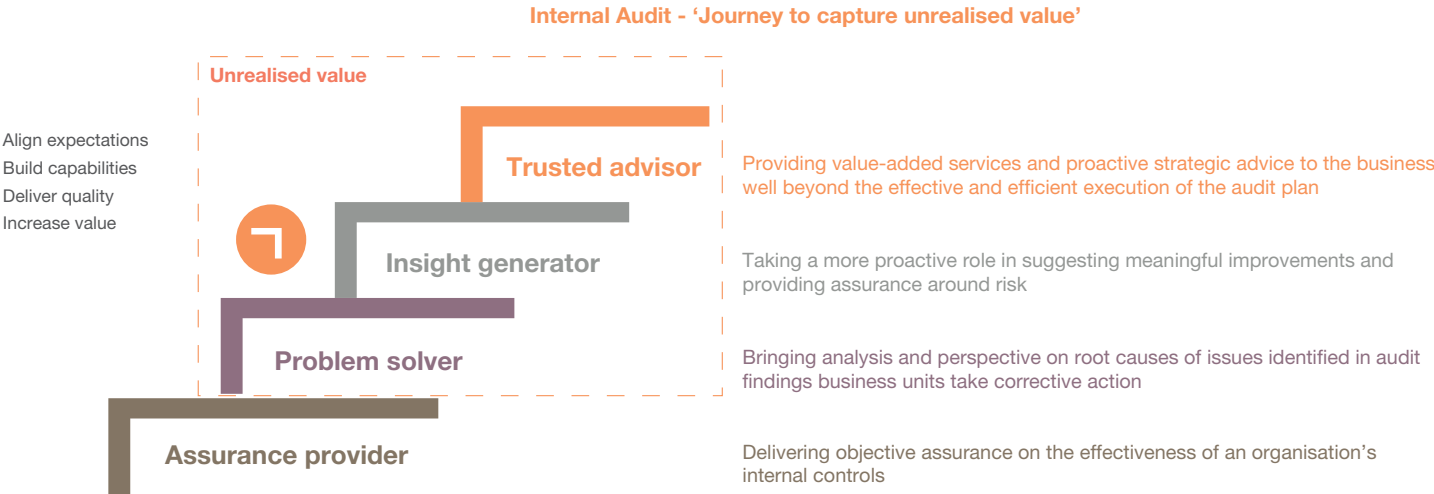 Internal Audit - ‘Journey to capture unrealised value’
Unrealised value
Align expectations
Build capabilities
Deliver quality
Increase value
Trusted advisor
Providing value-added services and proactive strategic advice to the business
well beyond the effective and efficient execution of the audit plan
Insight generator
Taking a more proactive role in suggesting meaningful improvements and
providing assurance around risk
Problem solver
Bringing analysis and perspective on root causes of issues identified in audit
findings business units take corrective action
Assurance provider
Delivering objective assurance on the effectiveness of an organisation’s
internal controls